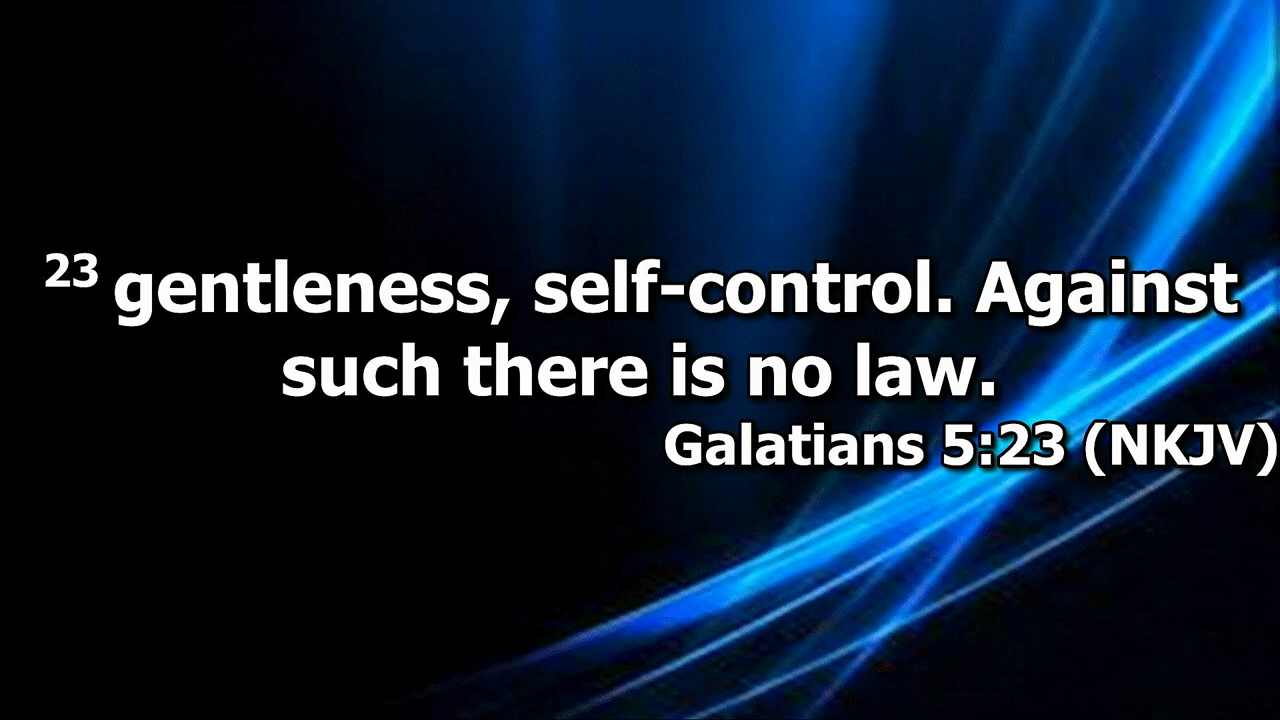 23 gentleness, self-control. Against
such there is no law.
Galatians 5:23 (NKJV)